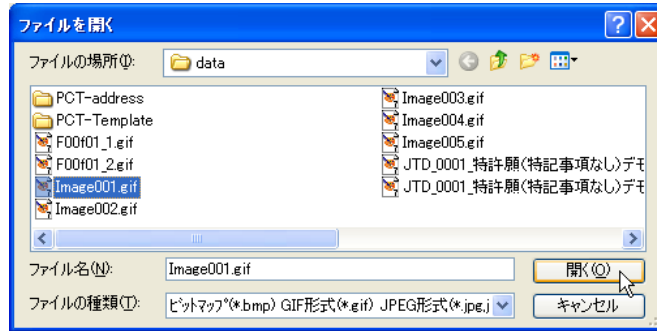 ファイルを開く
ファイルの場所(I):
data
PCT-address
PCT-Template
F00f01_1.gif
F00f01_2.gif
Image001.gif
Image002.gif
Image003.gif
Image004.gif
Image005.gif
JTD_0001_特許願(特記事項なし)デモ
JTD_0001_特許願(特記事項なし)デモ
ファイル名(N):
Image001.gif
開く(O)
ファイルの種類(T):
ビットマップ(*.bmp) GIF形式(*.gif) JPEG形式(*.jpg,j
キャンセル